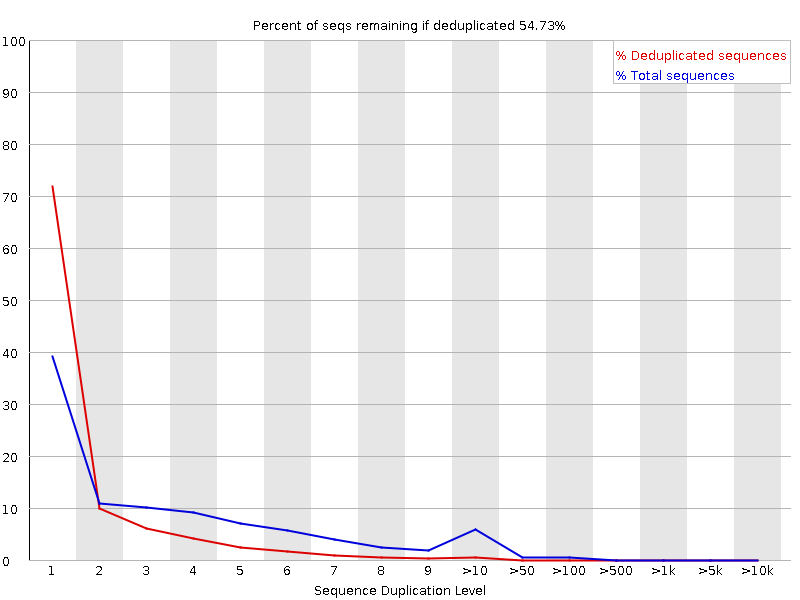 Percent of seqs remaining if deduplicated 54.73%
% Deduplicated sequences
% Total sequences
100
90
80
70
60
50
40
30
20
10
0
1 2 3 4 5 6 7 8 9 >10 >50 >100 >500 >1k >5k >10k
Sequence Duplication Level